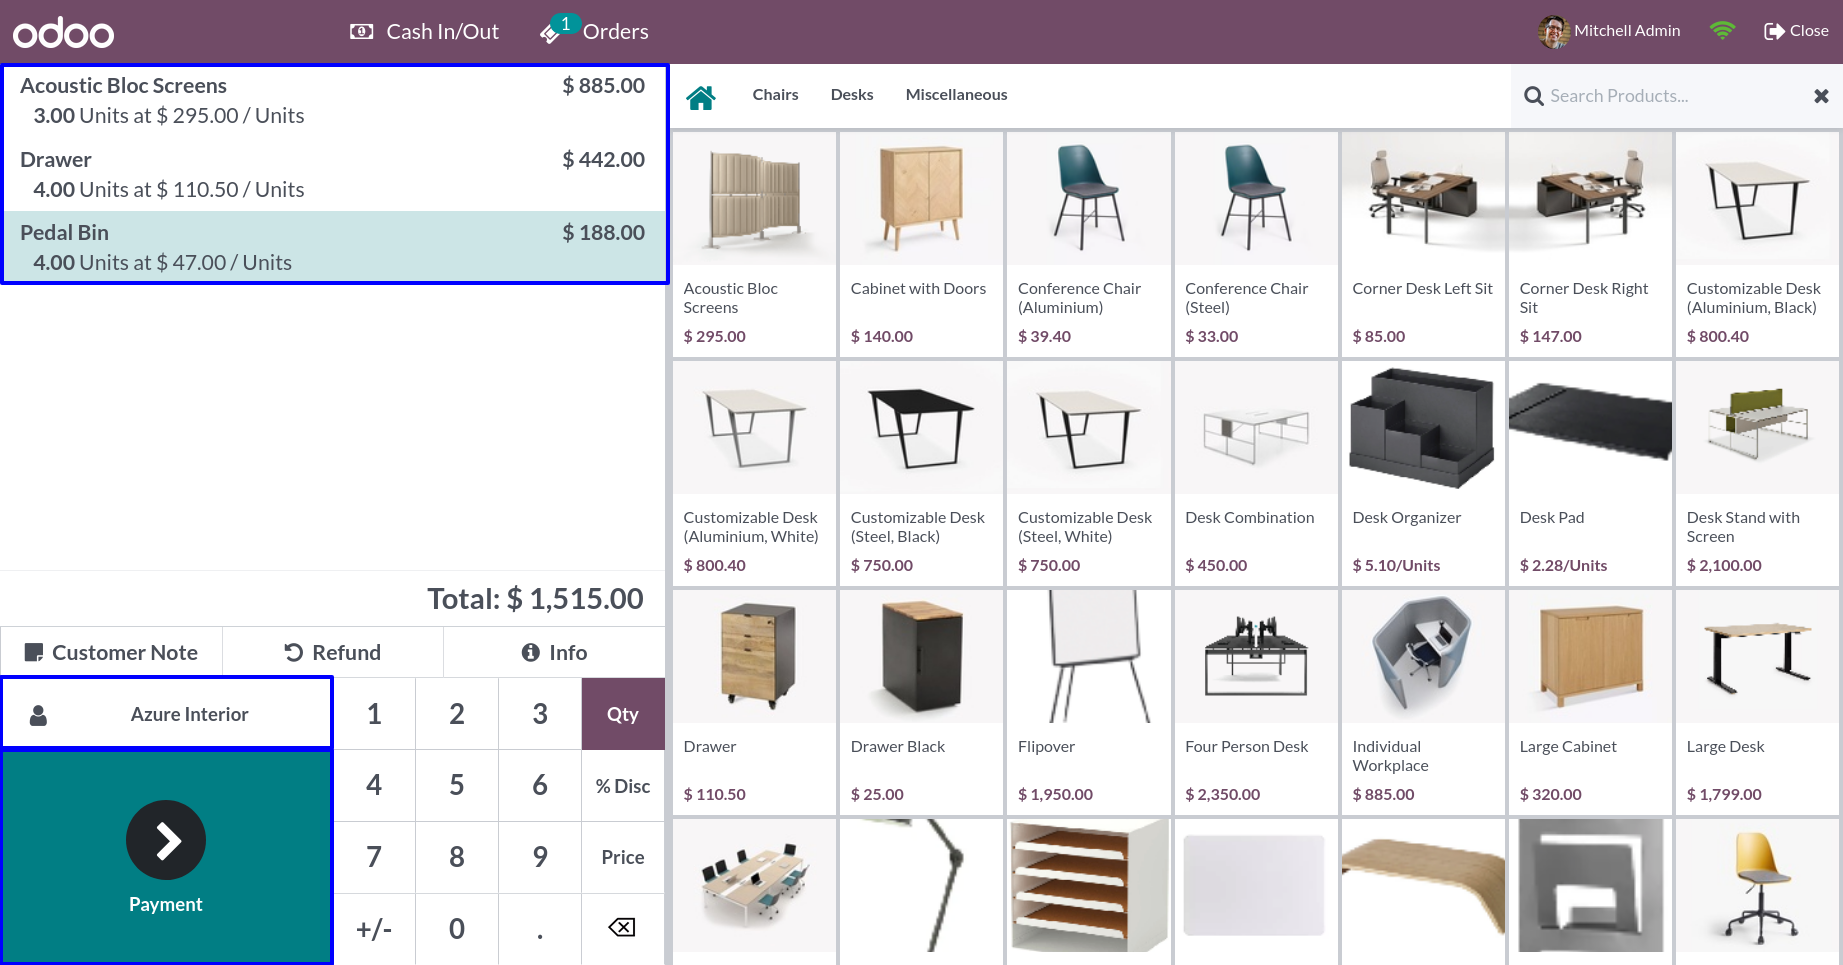 odoo
Cash In/Out
1
Orders
Mitchell Admin
Close
Acoustic Bloc Screens
$ 885.00
3.00 Units at $ 295.00 / Units
Drawer
$ 442.00
4.00 Units at $ 110.50 / Units
Pedal Bin
$ 188.00
4.00 Units at $ 47.00 / Units
Total: $ 1,515.00
Customer Note
Refund
Info
Azure Interior
Payment
1
2
3
Qty
4
5
6
% Disc
7
8
9
Price
+/-
0
.
Chairs
Desks
Miscellaneous
Search Products...
Acoustic Bloc
Screens
$ 295.00
Cabinet with Doors
$ 140.00
Conference Chair
(Aluminium)
$ 39.40
Conference Chair
(Steel)
$ 33.00
Corner Desk Left Sit
$ 85.00
Corner Desk Right
Sit
$ 147.00
Customizable Desk
(Aluminium, Black)
$ 800.40
Customizable Desk
(Aluminium, White)
$ 800.40
Customizable Desk
(Steel, Black)
$ 750.00
Customizable Desk
(Steel, White)
$ 750.00
Desk Combination
$ 450.00
Desk Organizer
$ 5.10/Units
Desk Pad
$ 2.28/Units
Desk Stand with
Screen
$ 2,100.00
Drawer
$ 110.50
Drawer Black
$ 25.00
Flipover
$ 1,950.00
Four Person Desk
$ 2,350.00
Individual
Workplace
$ 885.00
Large Cabinet
$ 320.00
Large Desk
$ 1,799.00